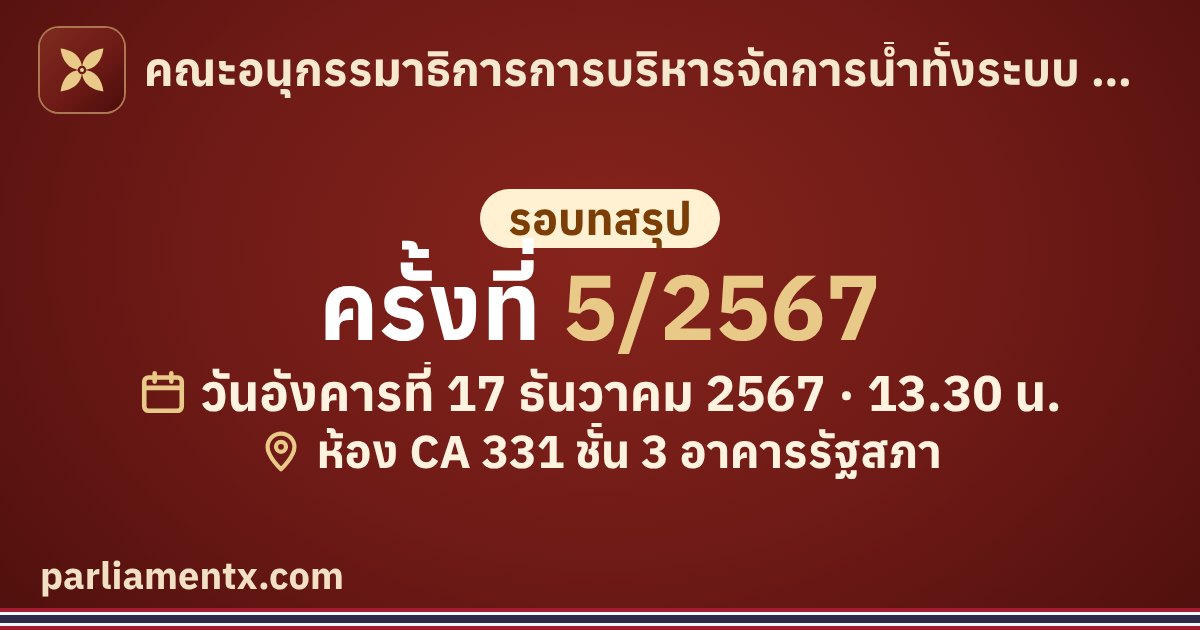 คณะอนุกรรมาธิการการบริหารจัดการน้ำทั้งระบบ ...
รอบทสรุป
ครั้งที่ 5/2567
วันอังคารที่ 17 ธันวาคม 2567 · 13.30 น.
ห้อง CA 331 ชั้น 3 อาคารรัฐสภา
parliamentx.com